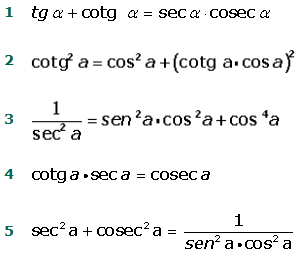 1 tg α + cotg α = sec α · cosec α
2 cotg² a = cos² a + (cotg a · cos a)²
3 1/sec² a = sen² a · cos² a + cos⁴ a
4 cotg a · sec a = cosec a
5 sec² a + cosec² a = 1/sen² a · cos² a